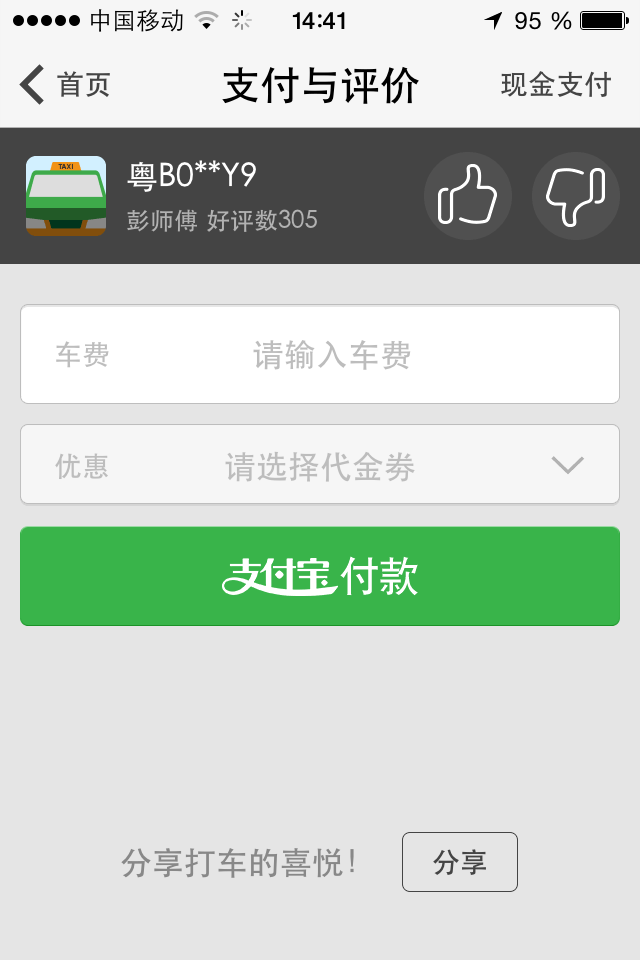 中国移动 14:41 95 %
首页 支付与评价 现金支付
TAXI
粤B0**Y9
彭师傅 好评数305
车费 请输入车费
优惠 请选择代金劵
支付宝付款
分享打车的喜悦! 分享